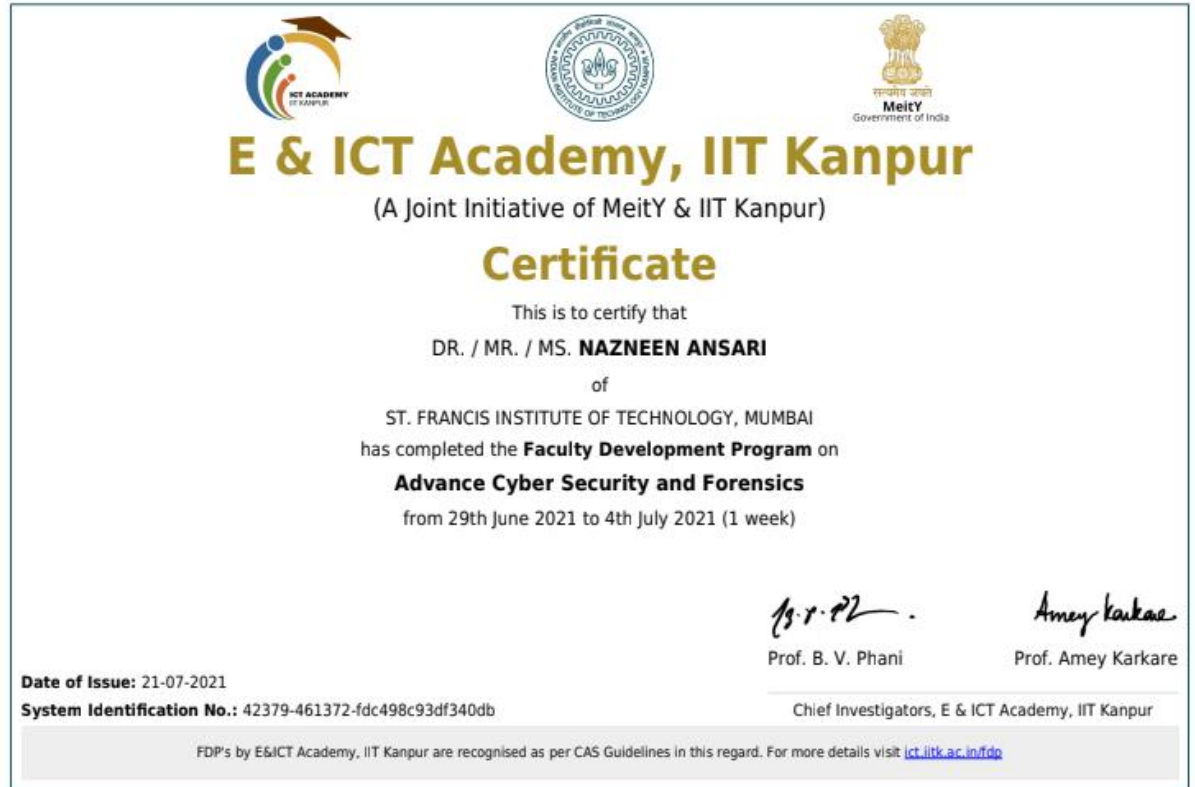 ICT ACADEMY
IIT KANPUR
INDIAN INSTITUTE OF TECHNOLOGY KANPUR
सत्यमेव जयते
MeitY
Government of India
E & ICT Academy, IIT Kanpur
(A Joint Initiative of MeitY & IIT Kanpur)
Certificate
This is to certify that
DR. / MR. / MS. NAZNEEN ANSARI
of
ST. FRANCIS INSTITUTE OF TECHNOLOGY, MUMBAI
has completed the Faculty Development Program on
Advance Cyber Security and Forensics
from 29th June 2021 to 4th July 2021 (1 week)
Amey Karkare
Prof. B. V. Phani
Prof. Amey Karkare
Date of Issue: 21-07-2021
System Identification No.: 42379-461372-fdc498c93df340db
Chief Investigators, E & ICT Academy, IIT Kanpur
FDP's by E&ICT Academy, IIT Kanpur are recognised as per CAS Guidelines in this regard. For more details visit ict.iitk.ac.in/fdp